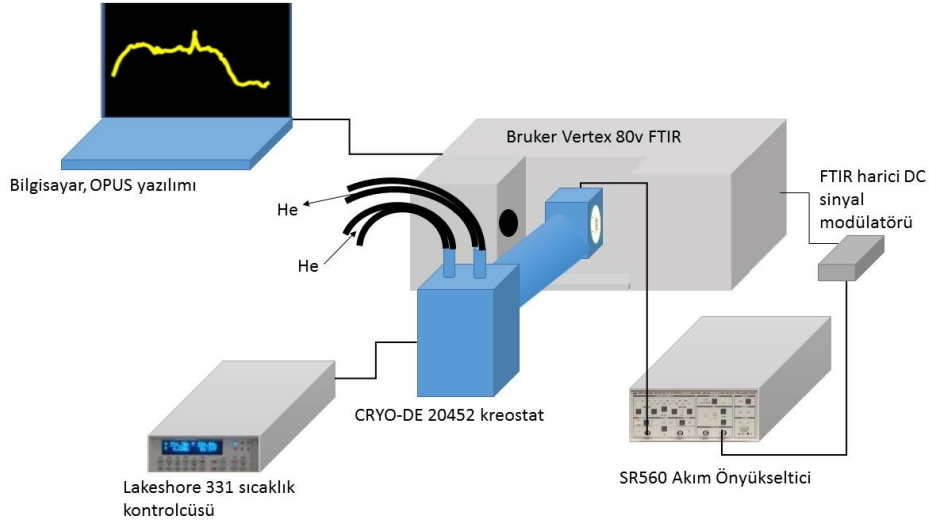 Bruker Vertex 80v FTIR
Bilgisayar, OPUS yazılımı
FTIR harici DC
sinyal
modülatörü
He
He
CRYO-DE 20452 kreostat
SR560 Akım Önyükseltici
Lakeshore 331 sıcaklık
kontrolcüsü